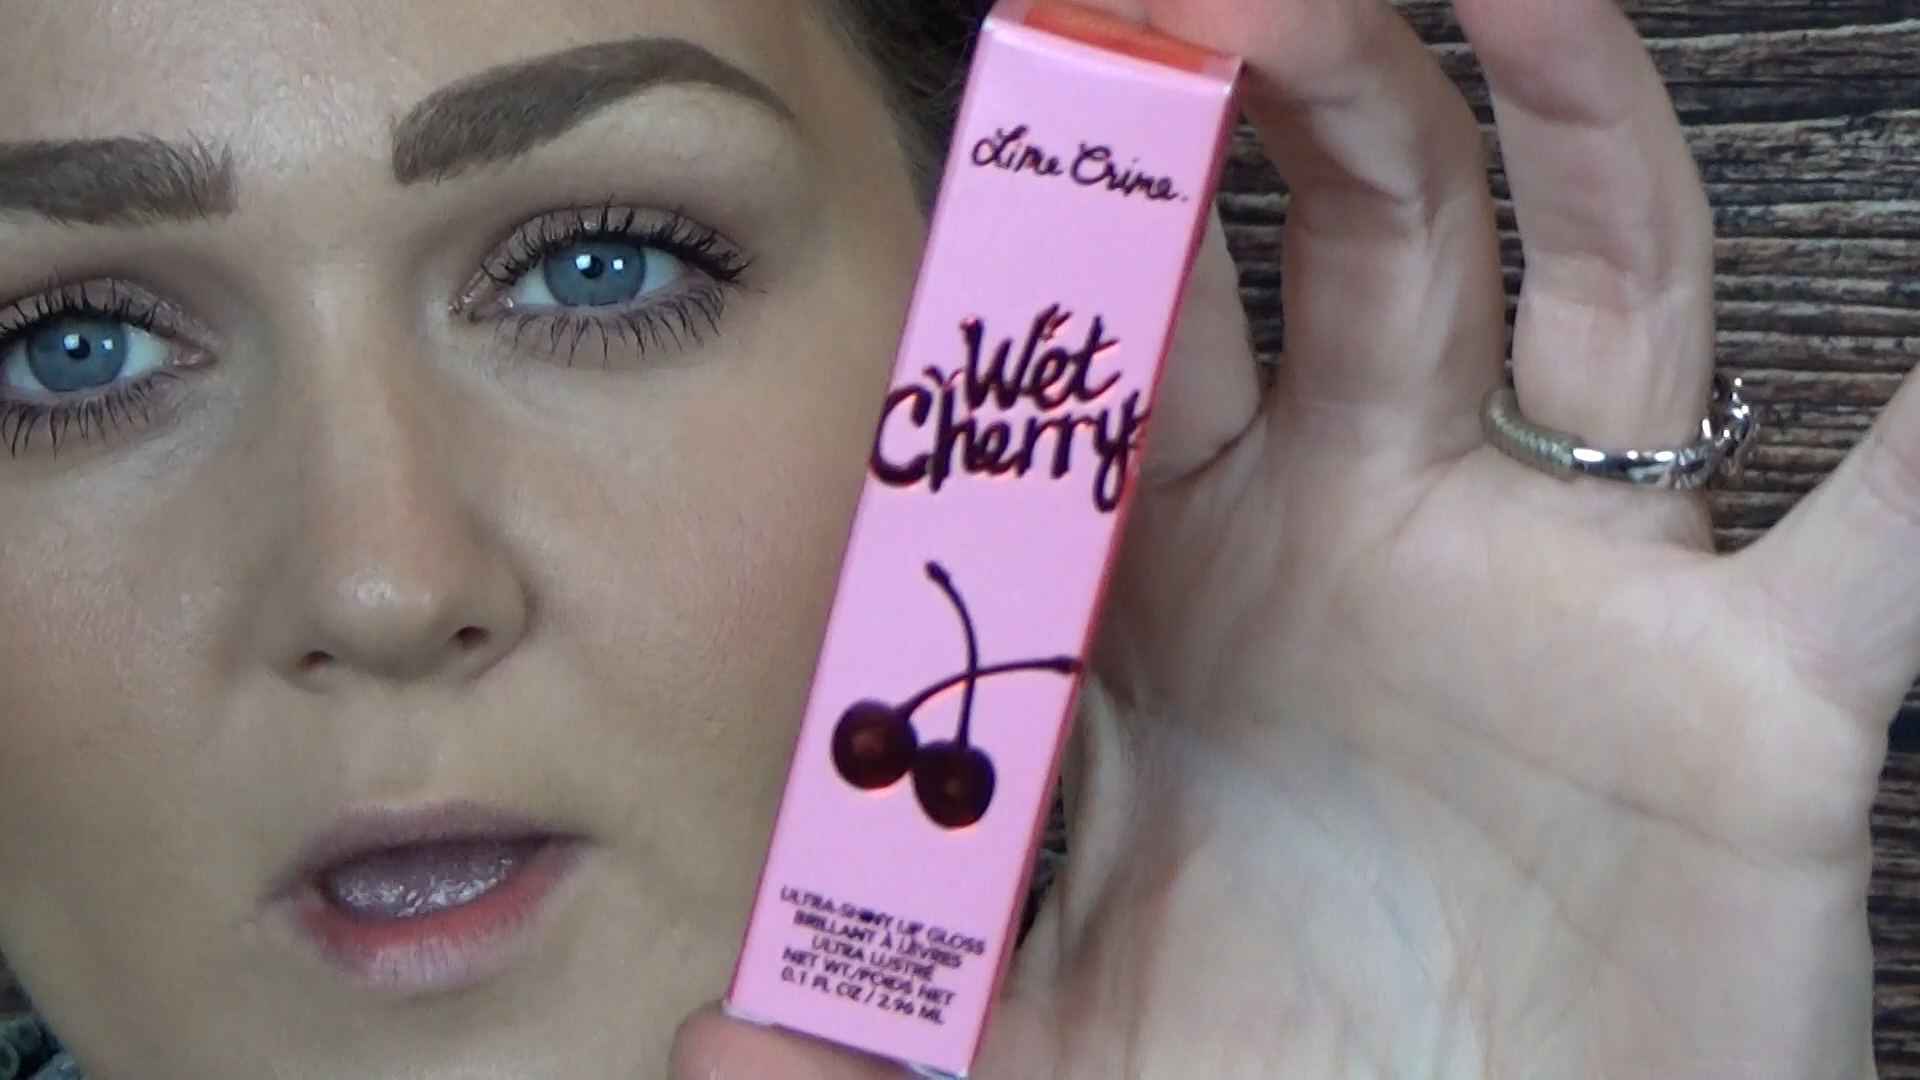 Lime Crime.
Wet
Cherry
ULTRA-SHINY LIP GLOSS
BRILLANT À LÈVRES
ULTRA LUSTRÉ
NET WT./POIDS NET
0.1 FL OZ / 2.96 ML